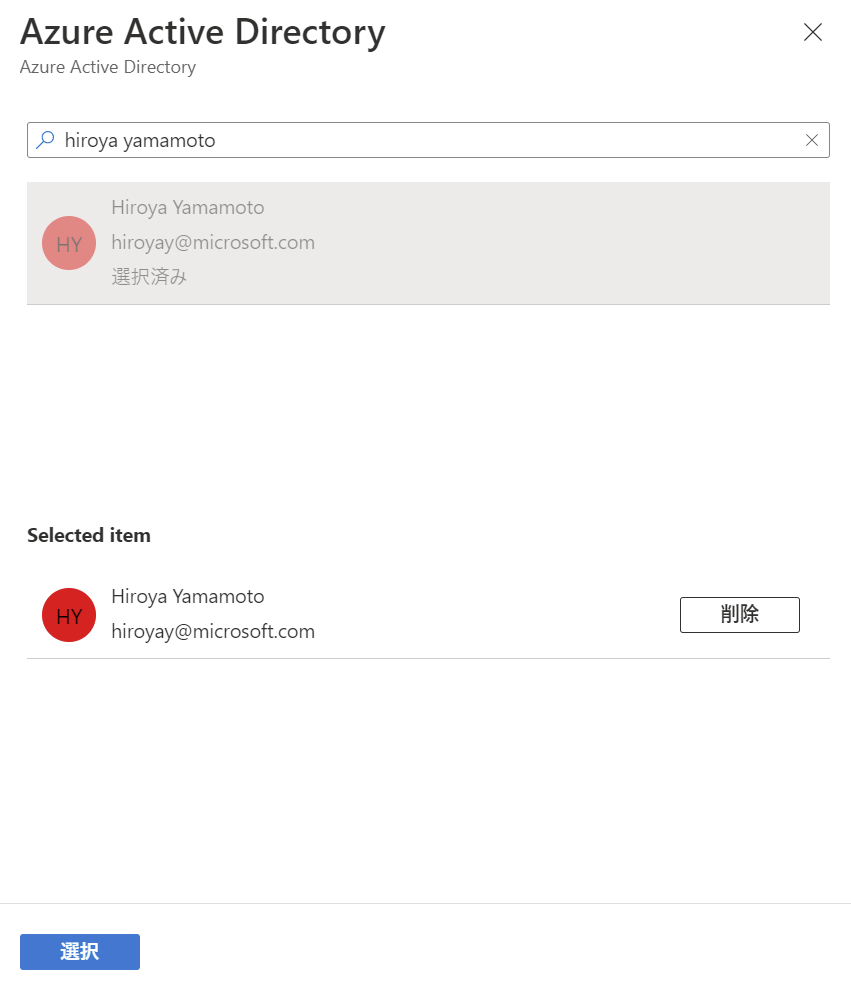 Azure Active Directory
Azure Active Directory
hiroya yamamoto
HY
Hiroya Yamamoto
hiroyay@microsoft.com
選択済み
Selected item
HY
Hiroya Yamamoto
hiroyay@microsoft.com
削除
選択